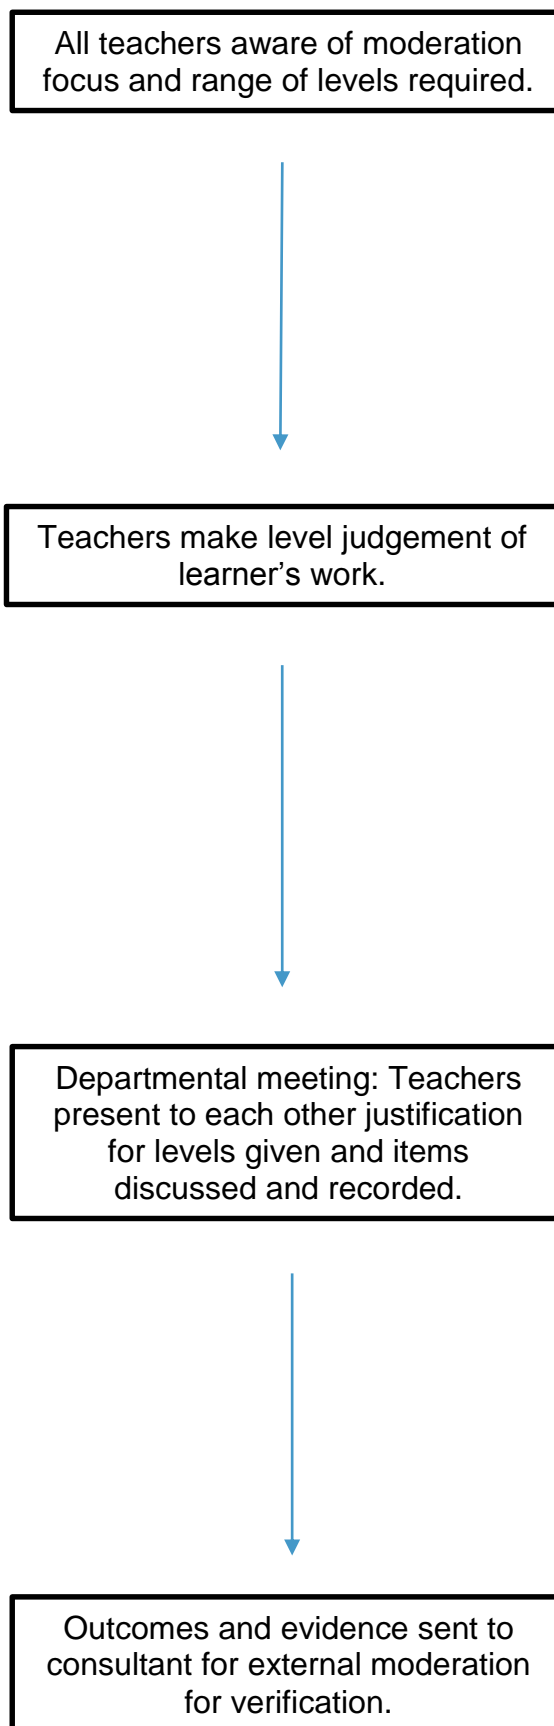 All teachers aware of moderation
focus and range of levels required.
Teachers make level judgement of
learner’s work.
Departmental meeting: Teachers
present to each other justification
for levels given and items
discussed and recorded.
Outcomes and evidence sent to
consultant for external moderation
for verification.